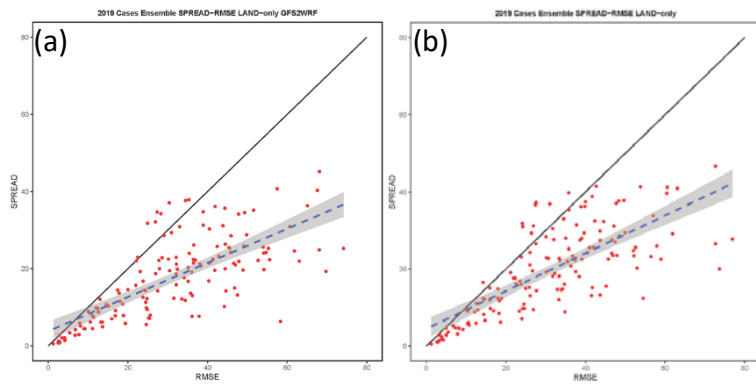 (a)
2019 Cases Ensemble SPREAD-RMSE LAND-only GFS2WRF
80
60
40
20
0
SPREAD
0 20 40 60 80
RMSE
(b)
2019 Cases Ensemble SPREAD-RMSE LAND-only
80
60
40
20
0
SPREAD
0 20 40 60 80
RMSE